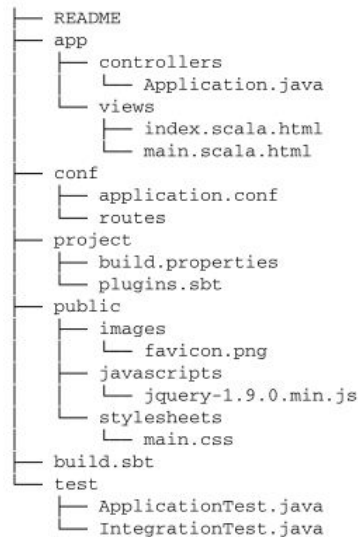 README
app
controllers
Application.java
views
index.scala.html
main.scala.html
conf
application.conf
routes
project
build.properties
plugins.sbt
public
images
favicon.png
javascripts
jquery-1.9.0.min.js
stylesheets
main.css
build.sbt
test
ApplicationTest.java
IntegrationTest.java